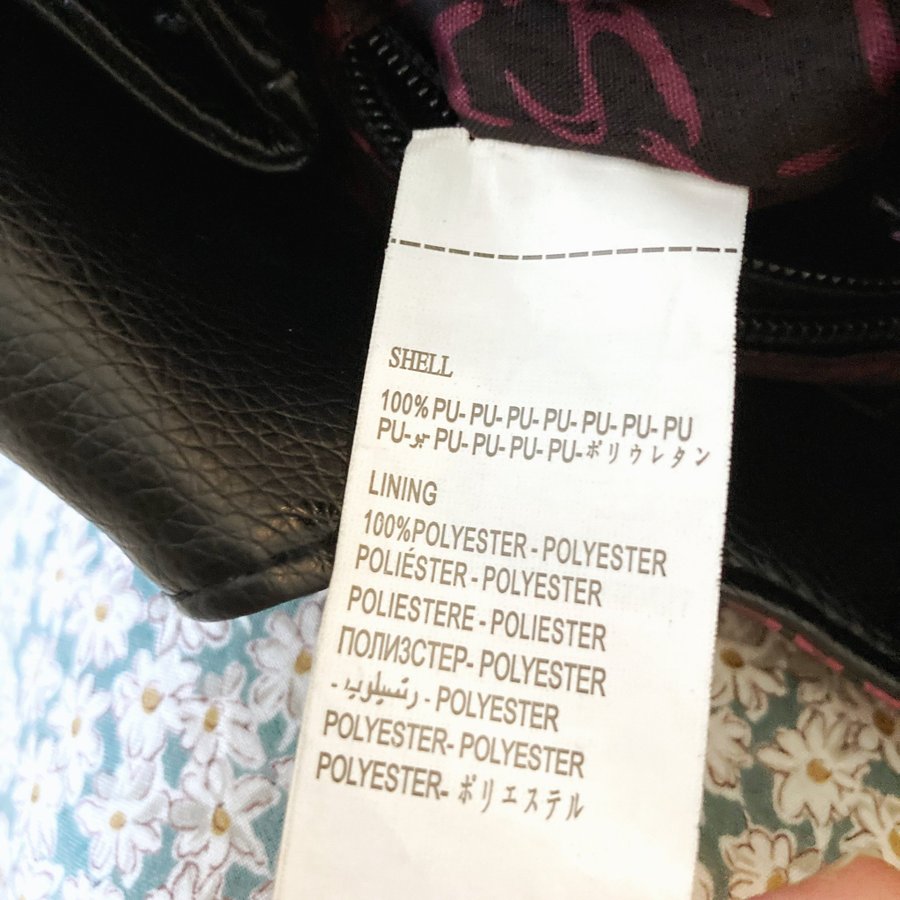 SHELL
100% PU- PU- PU- PU- PU- PU- PU
PU-بو PU- PU- PU- PU-ポリウレタン
LINING
100%POLYESTER - POLYESTER
POLIÉSTER - POLYESTER
POLIESTERE - POLIESTER
ПОЛИЗСТЕР- POLYESTER
- POLYESTER
POLYESTER- POLYESTER
POLYESTER- ポリエステル